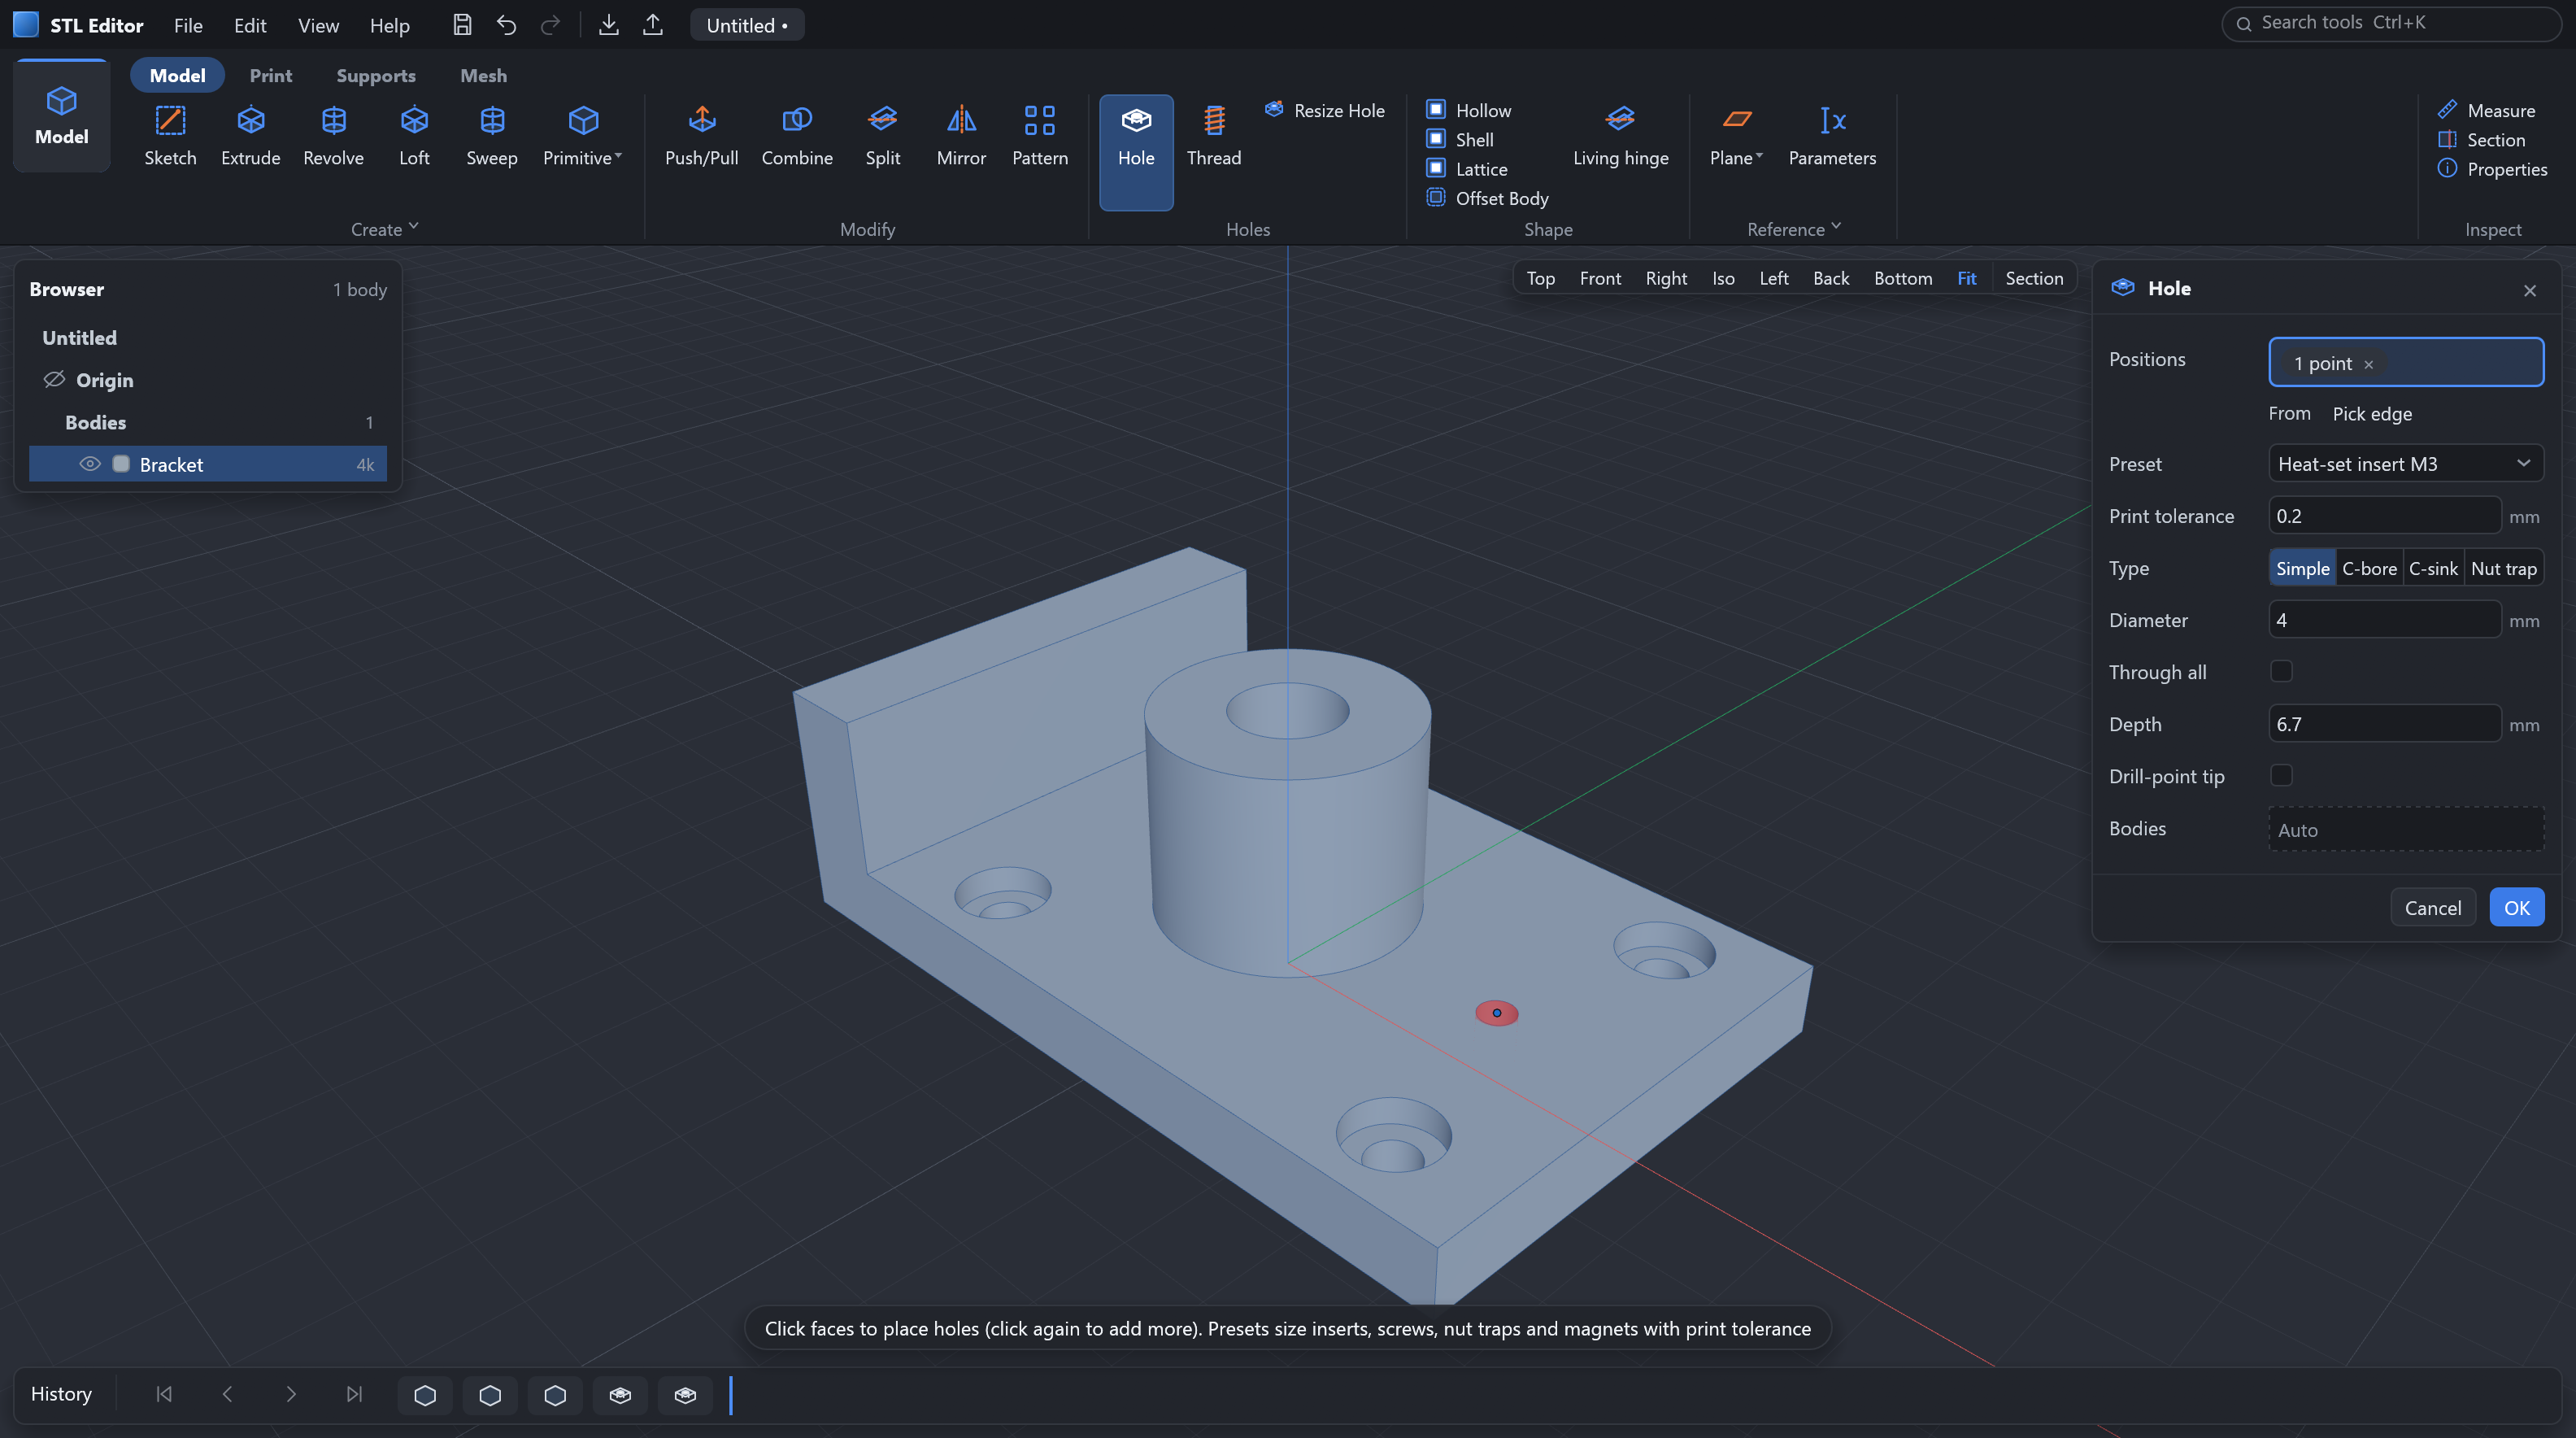 STL Editor File Edit View Help Untitled • Search tools Ctrl+K
Model
Model Print Supports Mesh
Sketch Extrude Revolve Loft Sweep Primitive
Create
Push/Pull Combine Split Mirror Pattern
Modify
Hole Thread Resize Hole
Holes
Hollow
Shell
Lattice
Offset Body
Living hinge
Shape
Plane Parameters
Reference
Measure
Section
Properties
Inspect
Browser 1 body
Untitled
Origin
Bodies 1
Bracket 4k
Top Front Right Iso Left Back Bottom Fit Section
Hole ×
Positions 1 point ×
From Pick edge
Preset Heat-set insert M3
Print tolerance 0.2 mm
Type Simple C-bore C-sink Nut trap
Diameter 4 mm
Through all
Depth 6.7 mm
Drill-point tip
Bodies Auto
Cancel OK
Click faces to place holes (click again to add more). Presets size inserts, screws, nut traps and magnets with print tolerance
History